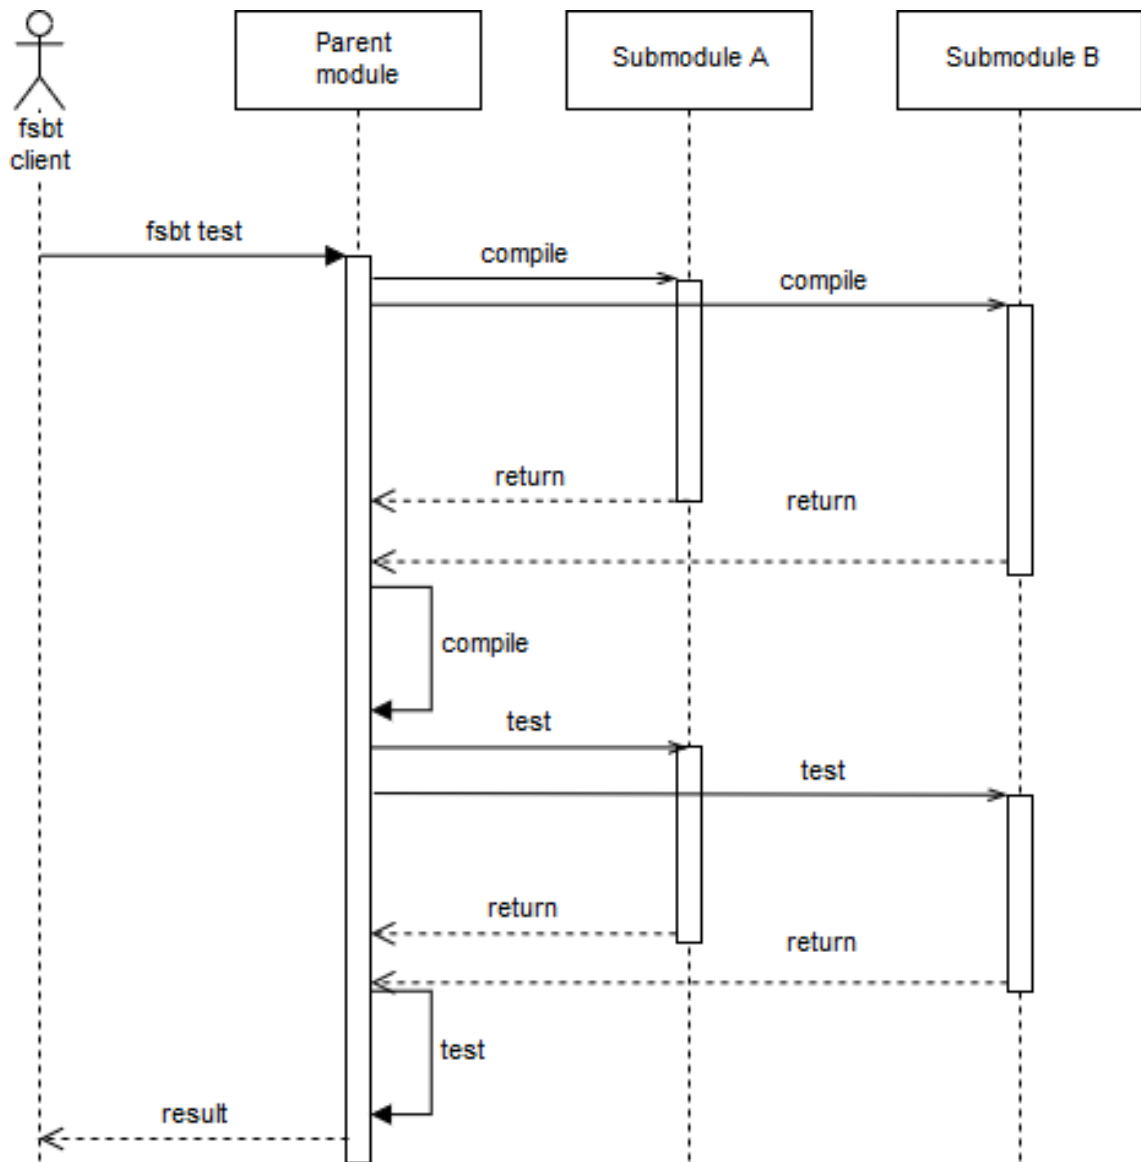 fsbt
client
Parent
module
Submodule A
Submodule B
fsbt test
compile
compile
return
return
compile
test
test
return
return
test
result